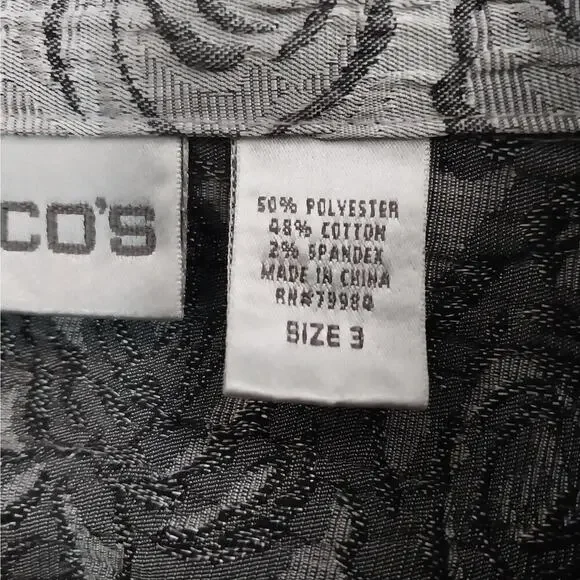 CO'S
50% POLYESTER
48% COTTON
2% SPANDEX
MADE IN CHINA
RN#79984
SIZE 3